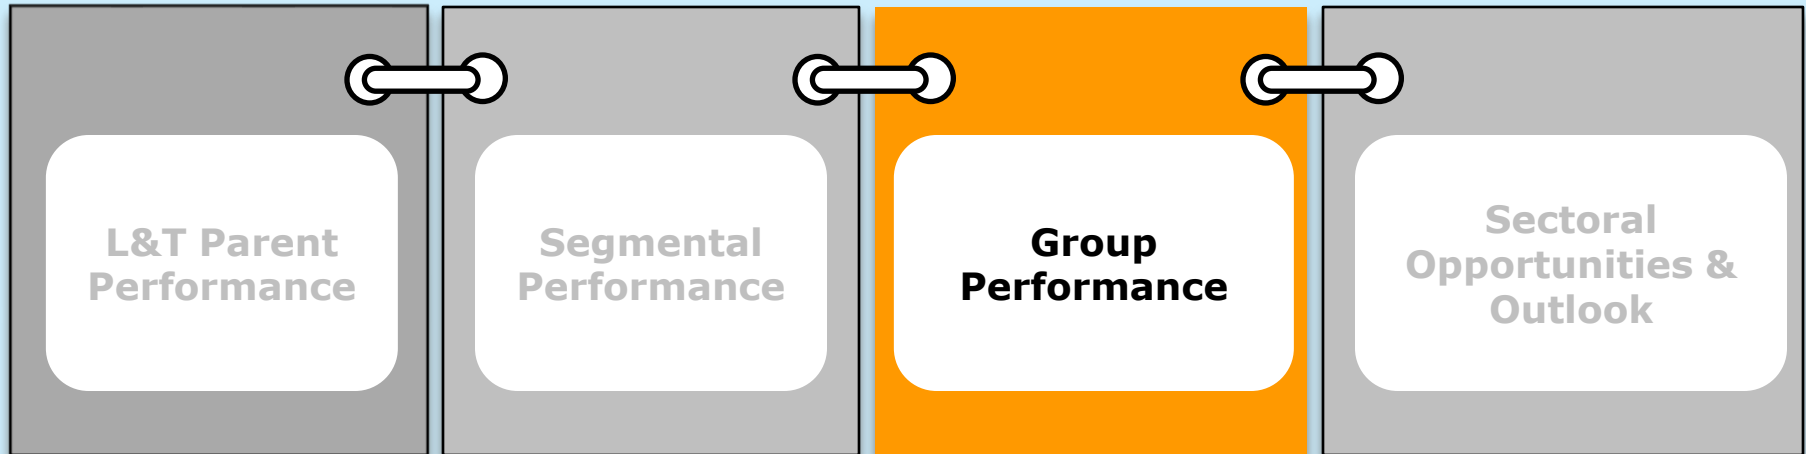 L&T Parent
Performance
Segmental
Performance
Group
Performance
Sectoral
Opportunities &
Outlook